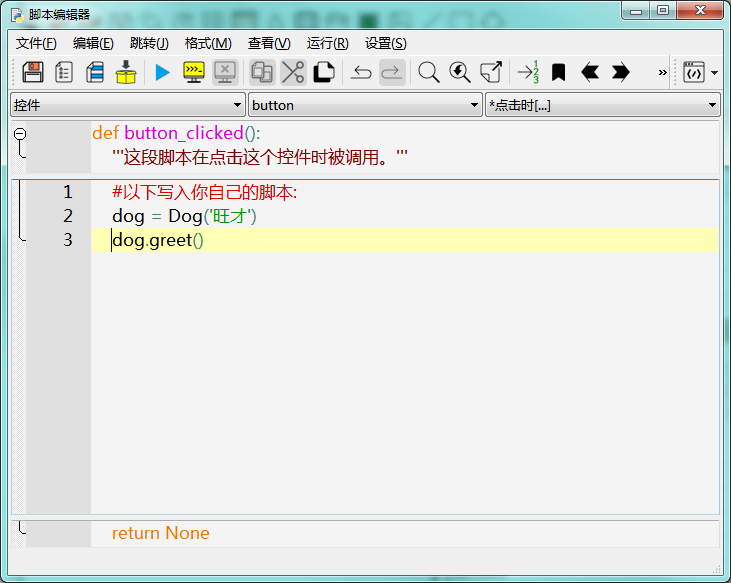 脚本编辑器
文件(F) 编辑(E) 跳转(J) 格式(M) 查看(V) 运行(R) 设置(S)
控件 button *点击时[...]
def button_clicked():
'''这段脚本在点击这个控件时被调用。'''
1 #以下写入你自己的脚本:
2 dog = Dog('旺才')
3 dog.greet()
return None